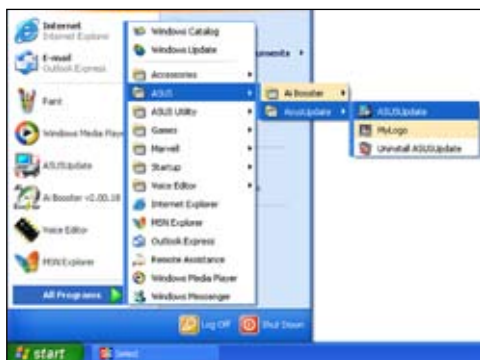 Internet
Internet Explorer
E-mail
Outlook Express
Paint
Windows Media Player
ASUSUpdate
Ai Booster v2.00.18
Voice Editor
MSN Explorer
All Programs
Windows Catalog
Windows Update
Accessories
ASUS
ASUS Utility
Games
Marvell
Startup
Voice Editor
Internet Explorer
MSN Explorer
Outlook Express
Remote Assistance
Windows Media Player
Windows Messenger
ocuments
Ai Booster
AsusUpdate
ASUSUpdate
MyLogo
Uninstall ASUSUpdate
Log Off
Shut Down
start